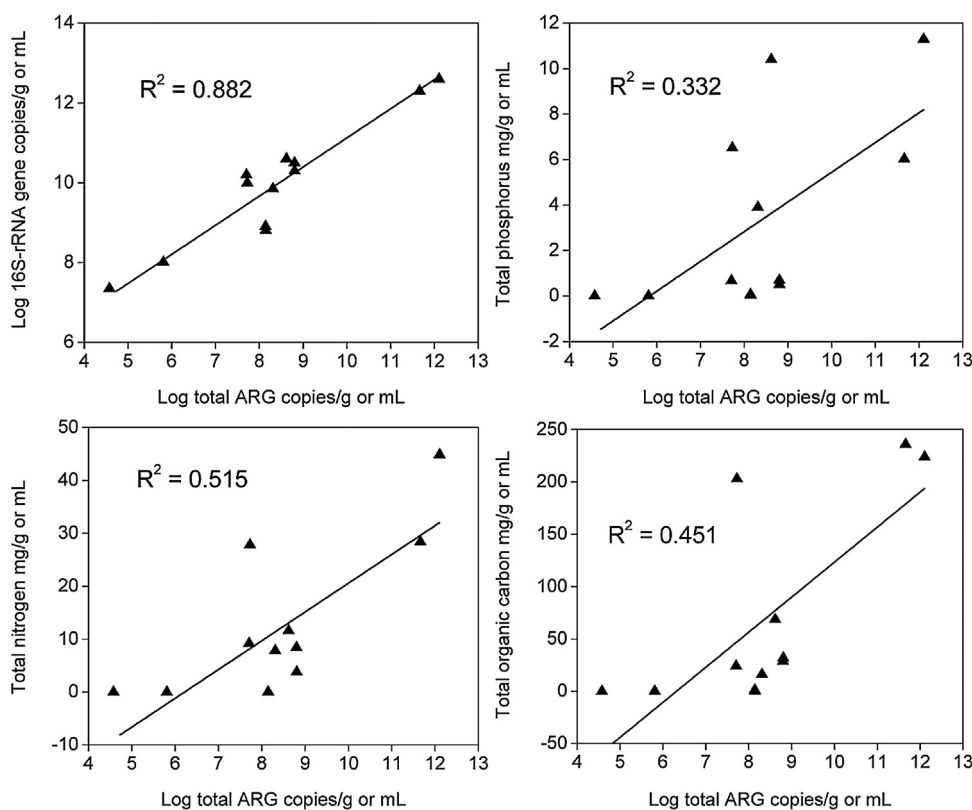 14
12
10
8
6
Log 16S-rRNA gene copies/g or mL
R² = 0.882
4 5 6 7 8 9 10 11 12 13
Log total ARG copies/g or mL
12
10
8
6
4
2
0
-2
Total phosphorus mg/g or mL
R² = 0.332
4 5 6 7 8 9 10 11 12 13
Log total ARG copies/g or mL
50
40
30
20
10
0
-10
Total nitrogen mg/g or mL
R² = 0.515
4 5 6 7 8 9 10 11 12 13
Log total ARG copies/g or mL
250
200
150
100
50
0
-50
Total organic carbon mg/g or mL
R² = 0.451
4 5 6 7 8 9 10 11 12 13
Log total ARG copies/g or mL